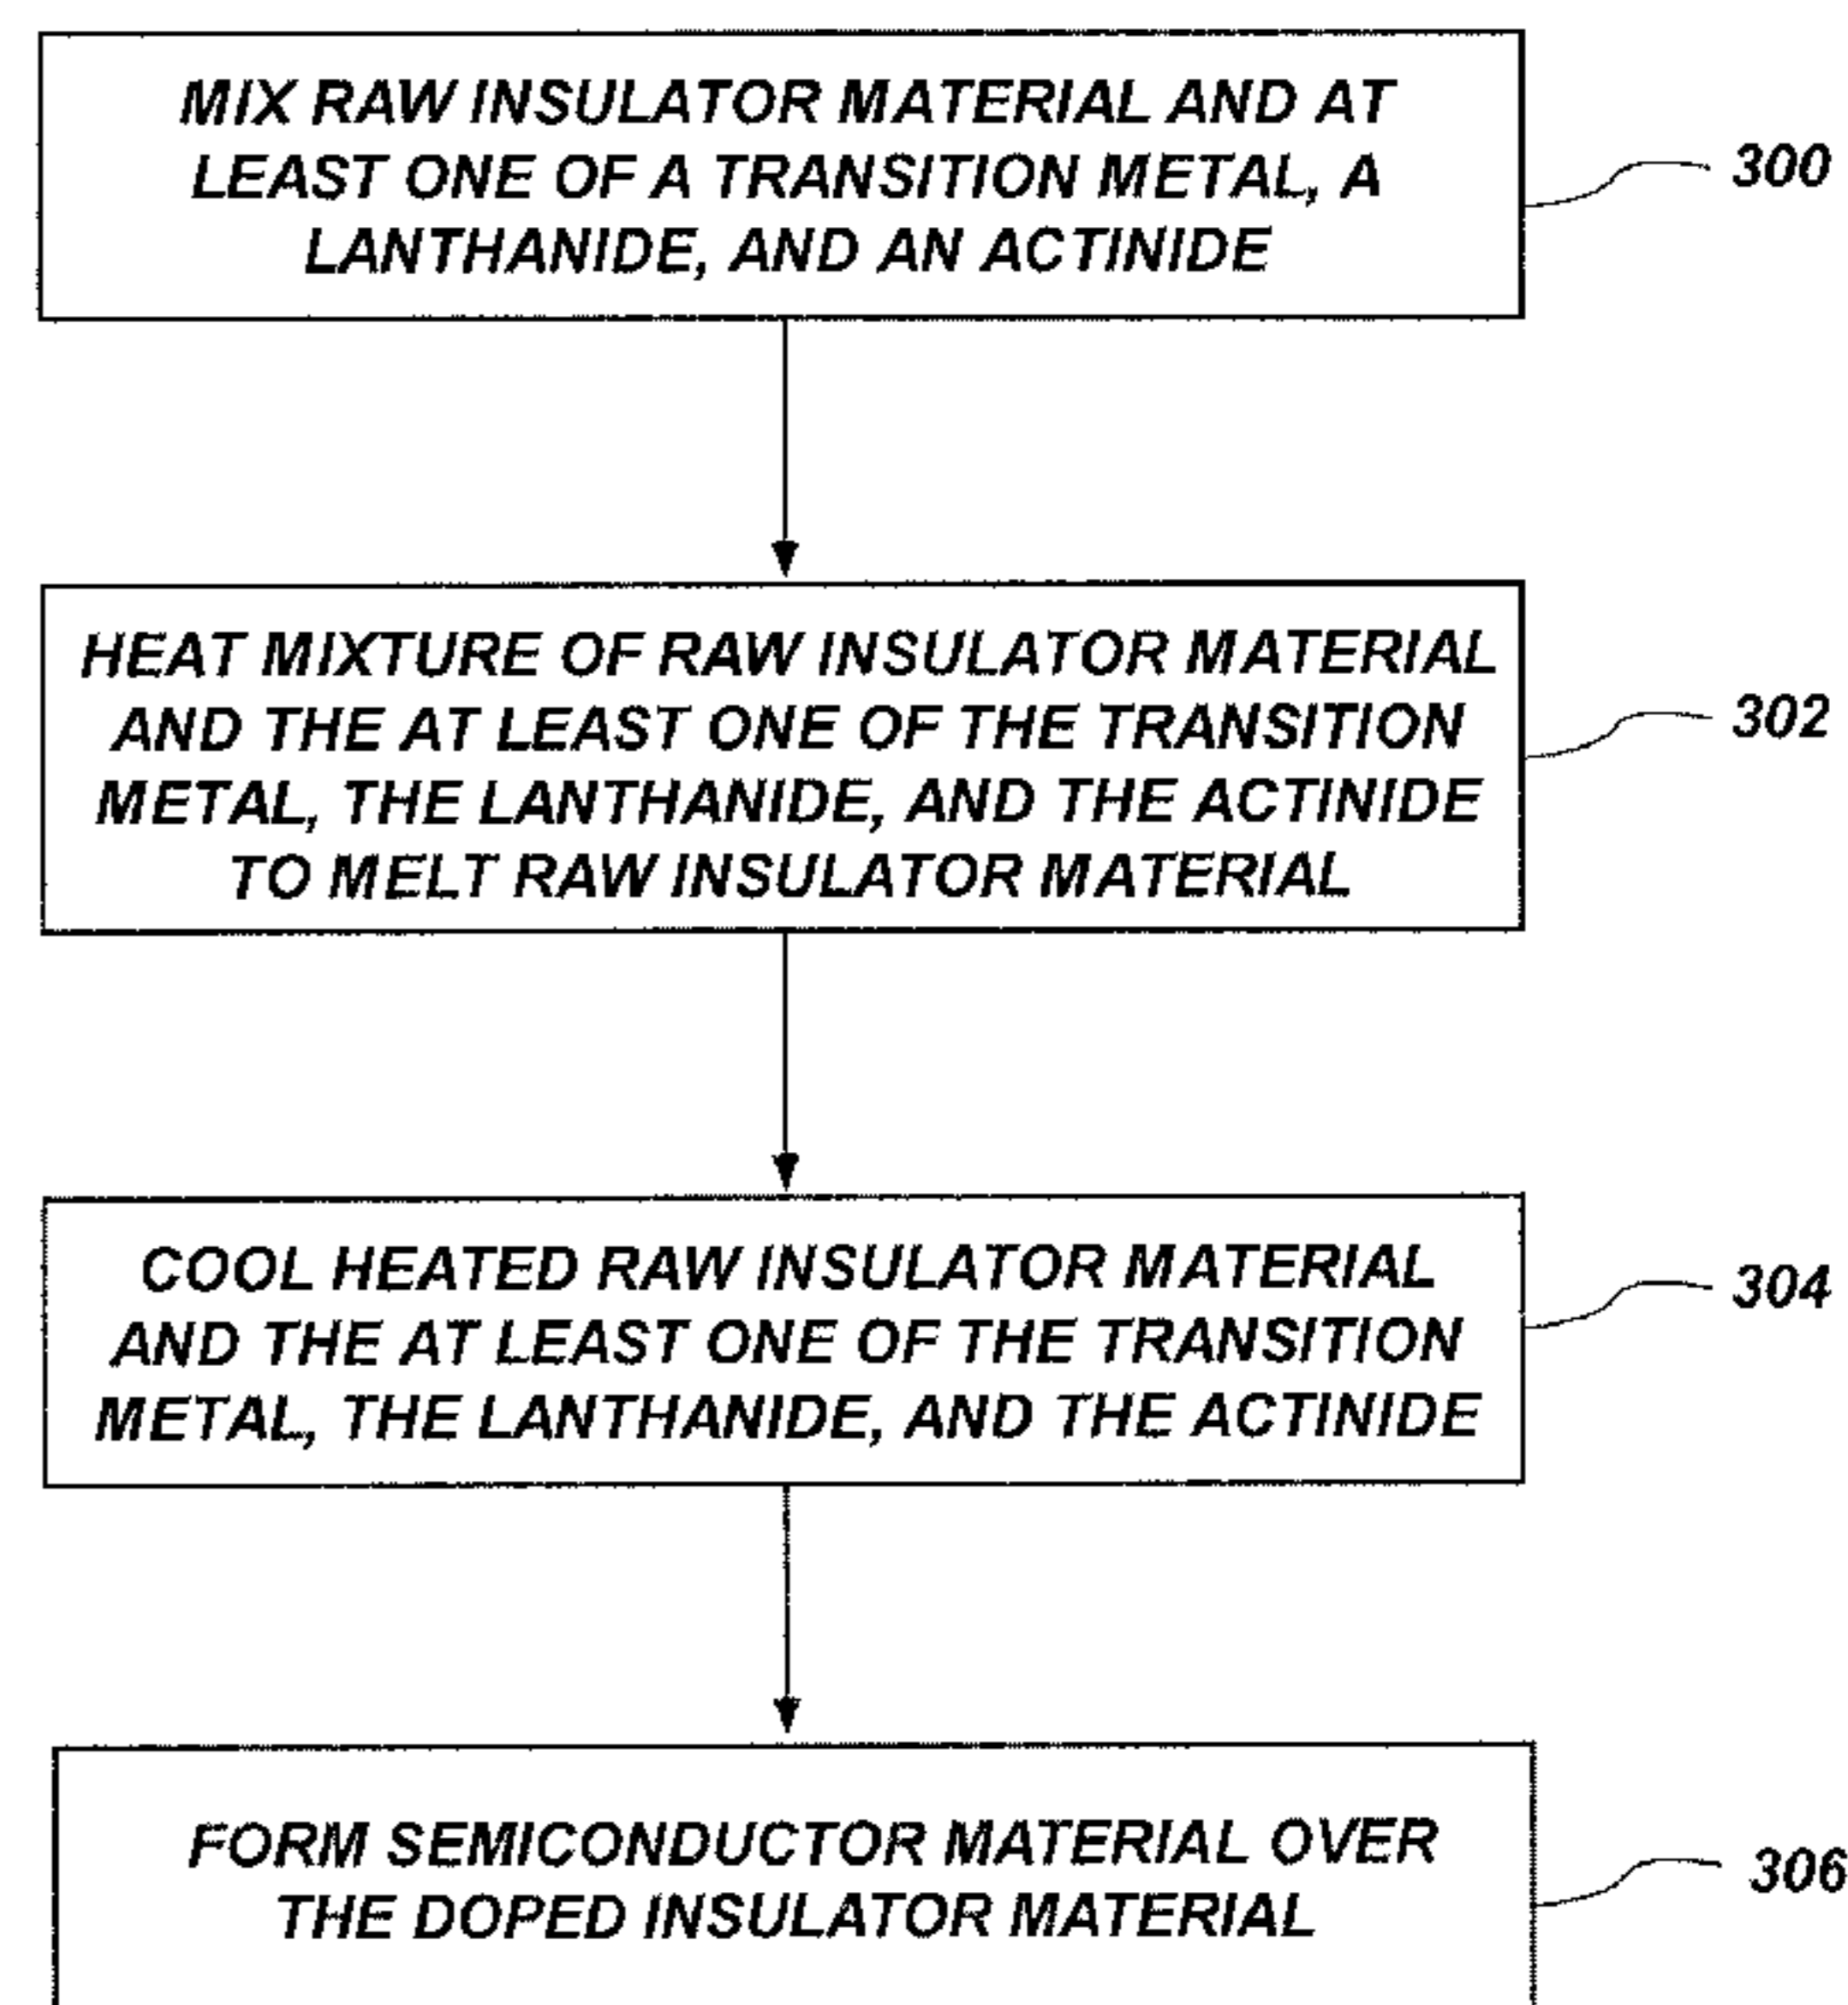 MIX RAW INSULATOR MATERIAL AND AT
LEAST ONE OF A TRANSITION METAL, A
LANTHANIDE, AND AN ACTINIDE
300
HEAT MIXTURE OF RAW INSULATOR MATERIAL
AND THE AT LEAST ONE OF THE TRANSITION
METAL, THE LANTHANIDE, AND THE ACTINIDE
TO MELT RAW INSULATOR MATERIAL
302
COOL HEATED RAW INSULATOR MATERIAL
AND THE AT LEAST ONE OF THE TRANSITION
METAL, THE LANTHANIDE, AND THE ACTINIDE
304
FORM SEMICONDUCTOR MATERIAL OVER
THE DOPED INSULATOR MATERIAL
306